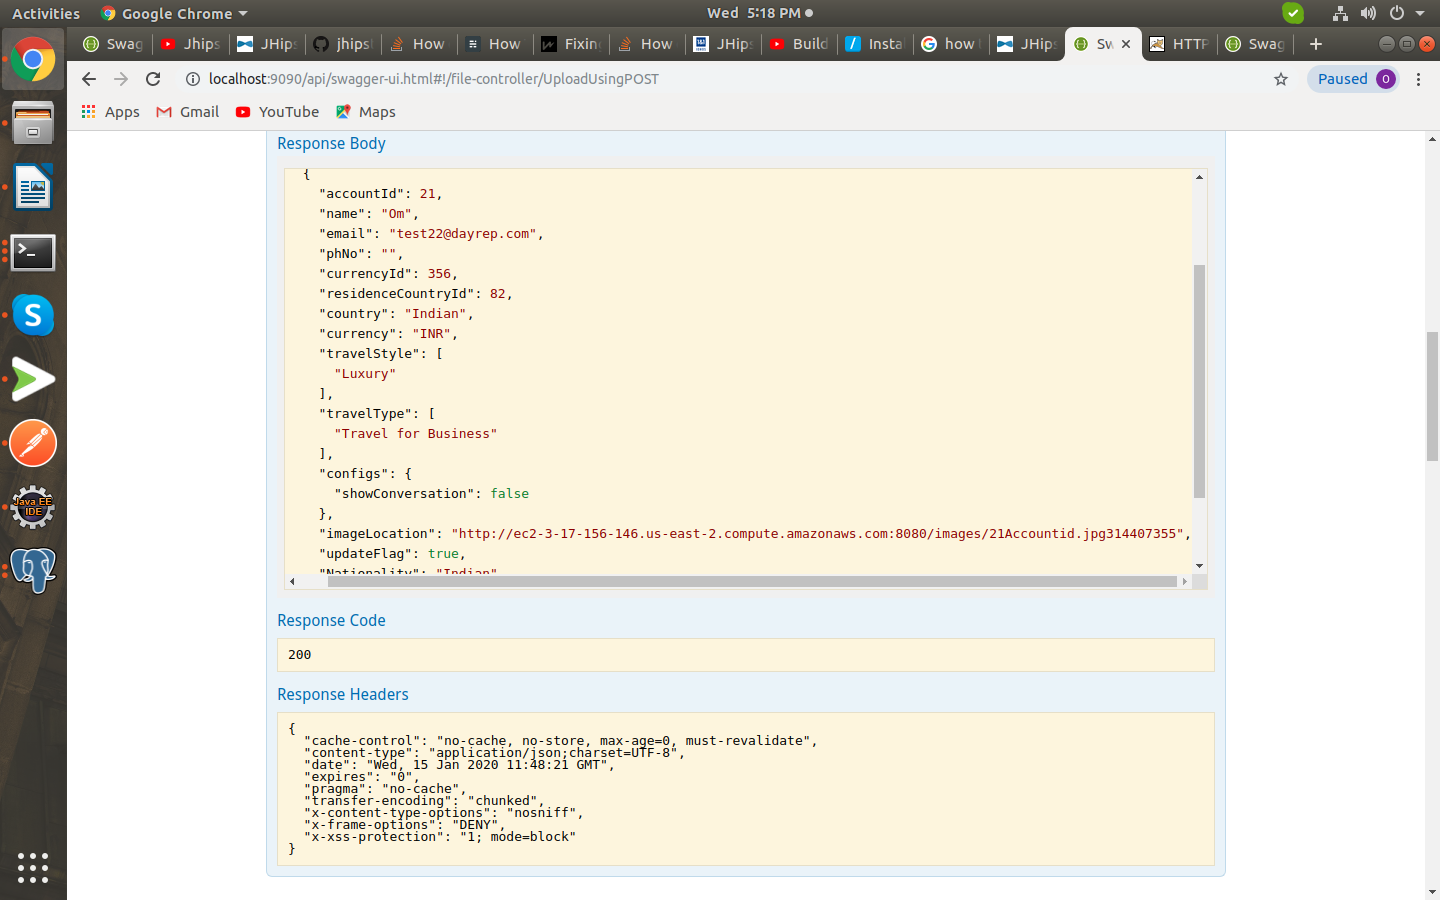 Activities Google Chrome Wed 5:18 PM
Swag Jhips JHips jhipst How How Fixin How JHips Build Insta how JHips Sw HTTP Swag
localhost:9090/api/swagger-ui.html#!/file-controller/UploadUsingPOST Paused O
Apps Gmail YouTube Maps
Response Body
{
"accountId": 21,
"name": "Om",
"email": "test22@dayrep.com",
"phNo": "",
"currencyId": 356,
"residenceCountryId": 82,
"country": "Indian",
"currency": "INR",
"travelStyle": [
"Luxury"
],
"travelType": [
"Travel for Business"
],
"configs": {
"showConversation": false
},
"imageLocation": "http://ec2-3-17-156-146.us-east-2.compute.amazonaws.com:8080/images/21Accountid.jpg314407355",
"updateFlag": true,
"Nationality": "Indian"
Response Code
200
Response Headers
{
"cache-control": "no-cache, no-store, max-age=0, must-revalidate",
"content-type": "application/json;charset=UTF-8",
"date": "Wed, 15 Jan 2020 11:48:21 GMT",
"expires": "0",
"pragma": "no-cache",
"transfer-encoding": "chunked",
"x-content-type-options": "nosniff",
"x-frame-options": "DENY",
"x-xss-protection": "1; mode=block"
}
Java EE
IDE